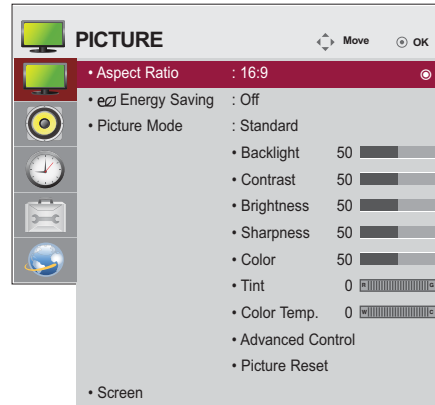 PICTURE Move OK
• Aspect Ratio : 16:9
• Energy Saving : Off
• Picture Mode : Standard
• Backlight 50
• Contrast 50
• Brightness 50
• Sharpness 50
• Color 50
• Tint 0 R G
• Color Temp. 0 W C
• Advanced Control
• Picture Reset
• Screen